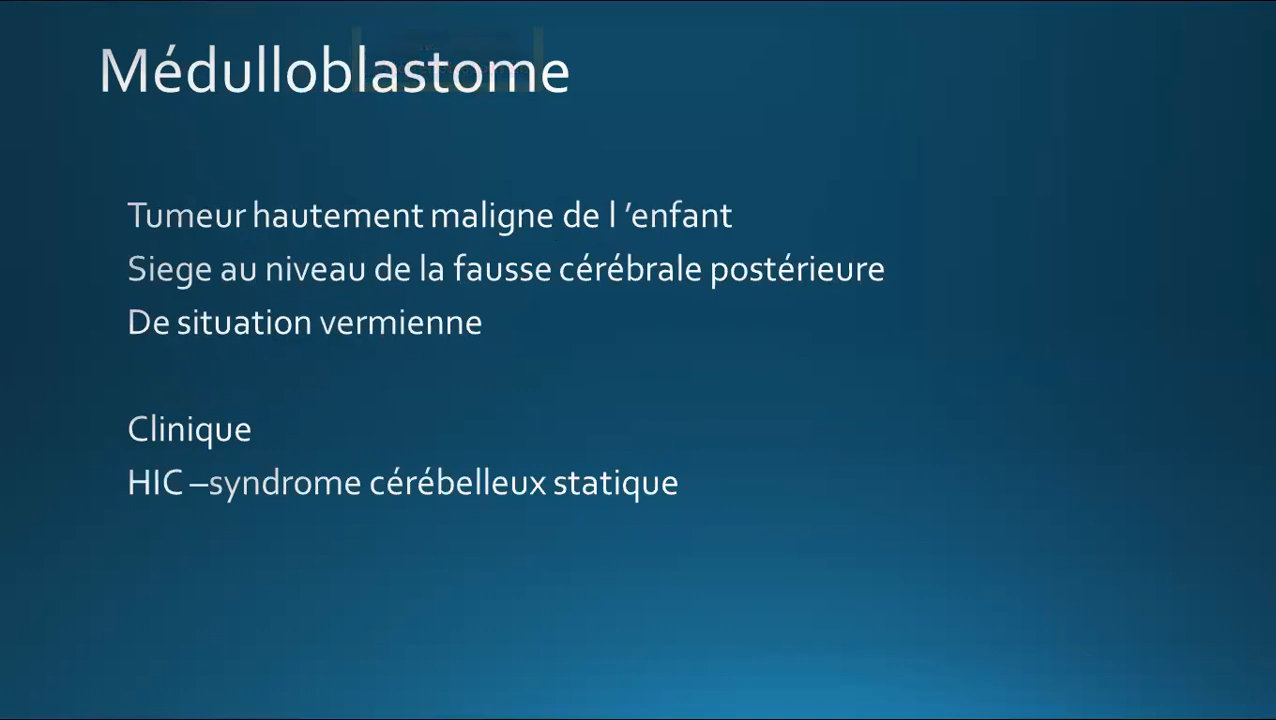 Médulloblastome
Tumeur hautement maligne de l ’enfant
Siege au niveau de la fausse cérébrale postérieure
De situation vermienne
Clinique
HIC –syndrome cérébelleux statique